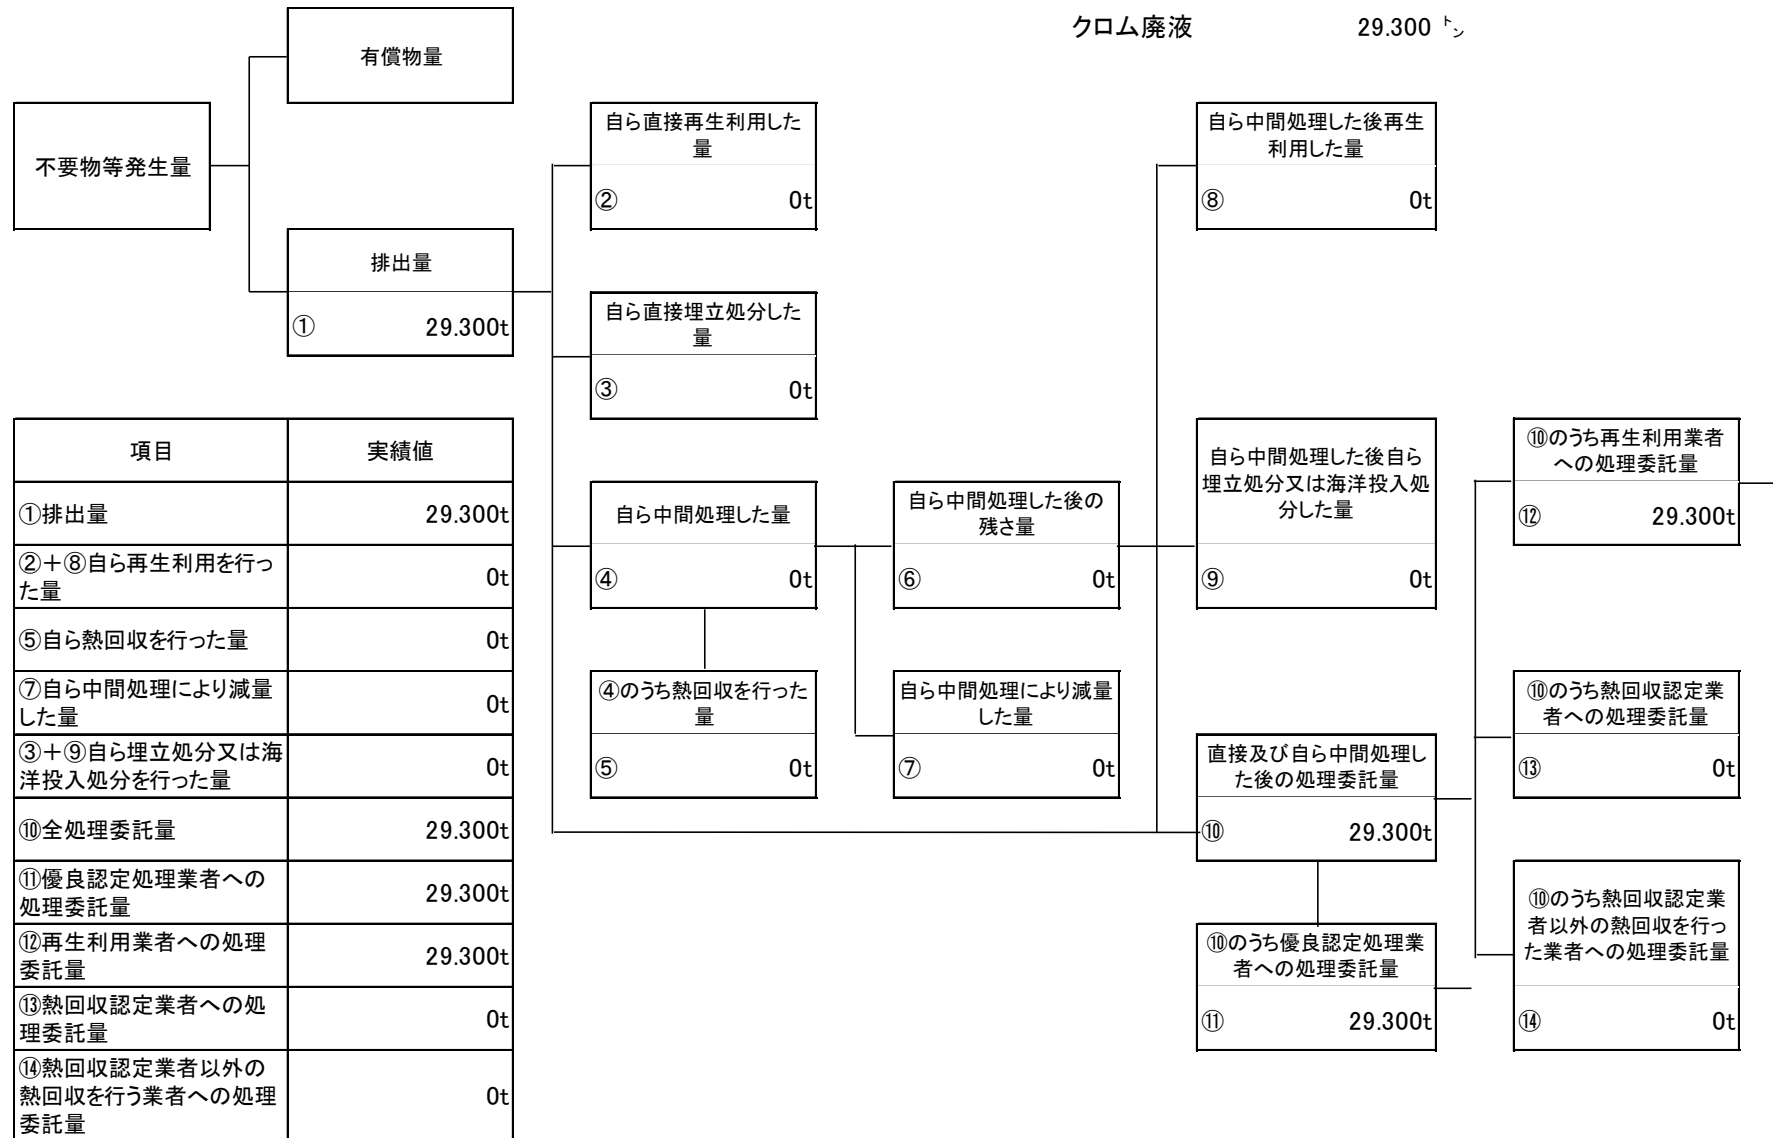 クロム廃液 29.300 トン
有償物量
不要物等発生量
自ら直接再生利用した
量
② 0t
自ら中間処理した後再生
利用した量
⑧ 0t
排出量
① 29.300t
自ら直接埋立処分した
量
③ 0t
項目 実績値
①排出量 29.300t
②+⑧自ら再生利用を行っ
た量 0t
⑤自ら熱回収を行った量 0t
⑦自ら中間処理により減量
した量 0t
③+⑨自ら埋立処分又は海
洋投入処分を行った量 0t
⑩全処理委託量 29.300t
⑪優良認定処理業者への
処理委託量 29.300t
⑫再生利用業者への処理
委託量 29.300t
⑬熱回収認定業者への処
理委託量 0t
⑭熱回収認定業者以外の
熱回収を行う業者への処理
委託量 0t
自ら中間処理した量
④ 0t
自ら中間処理した後の
残さ量
⑥ 0t
自ら中間処理した後自ら
埋立処分又は海洋投入処
分した量
⑨ 0t
⑩のうち再生利用業者
への処理委託量
⑫ 29.300t
④のうち熱回収を行った
量
⑤ 0t
自ら中間処理により減量
した量
⑦ 0t
直接及び自ら中間処理し
た後の処理委託量
⑩ 29.300t
⑩のうち熱回収認定業
者への処理委託量
⑬ 0t
⑩のうち優良認定処理業
者への処理委託量
⑪ 29.300t
⑩のうち熱回収認定業
者以外の熱回収を行っ
た業者への処理委託量
⑭ 0t